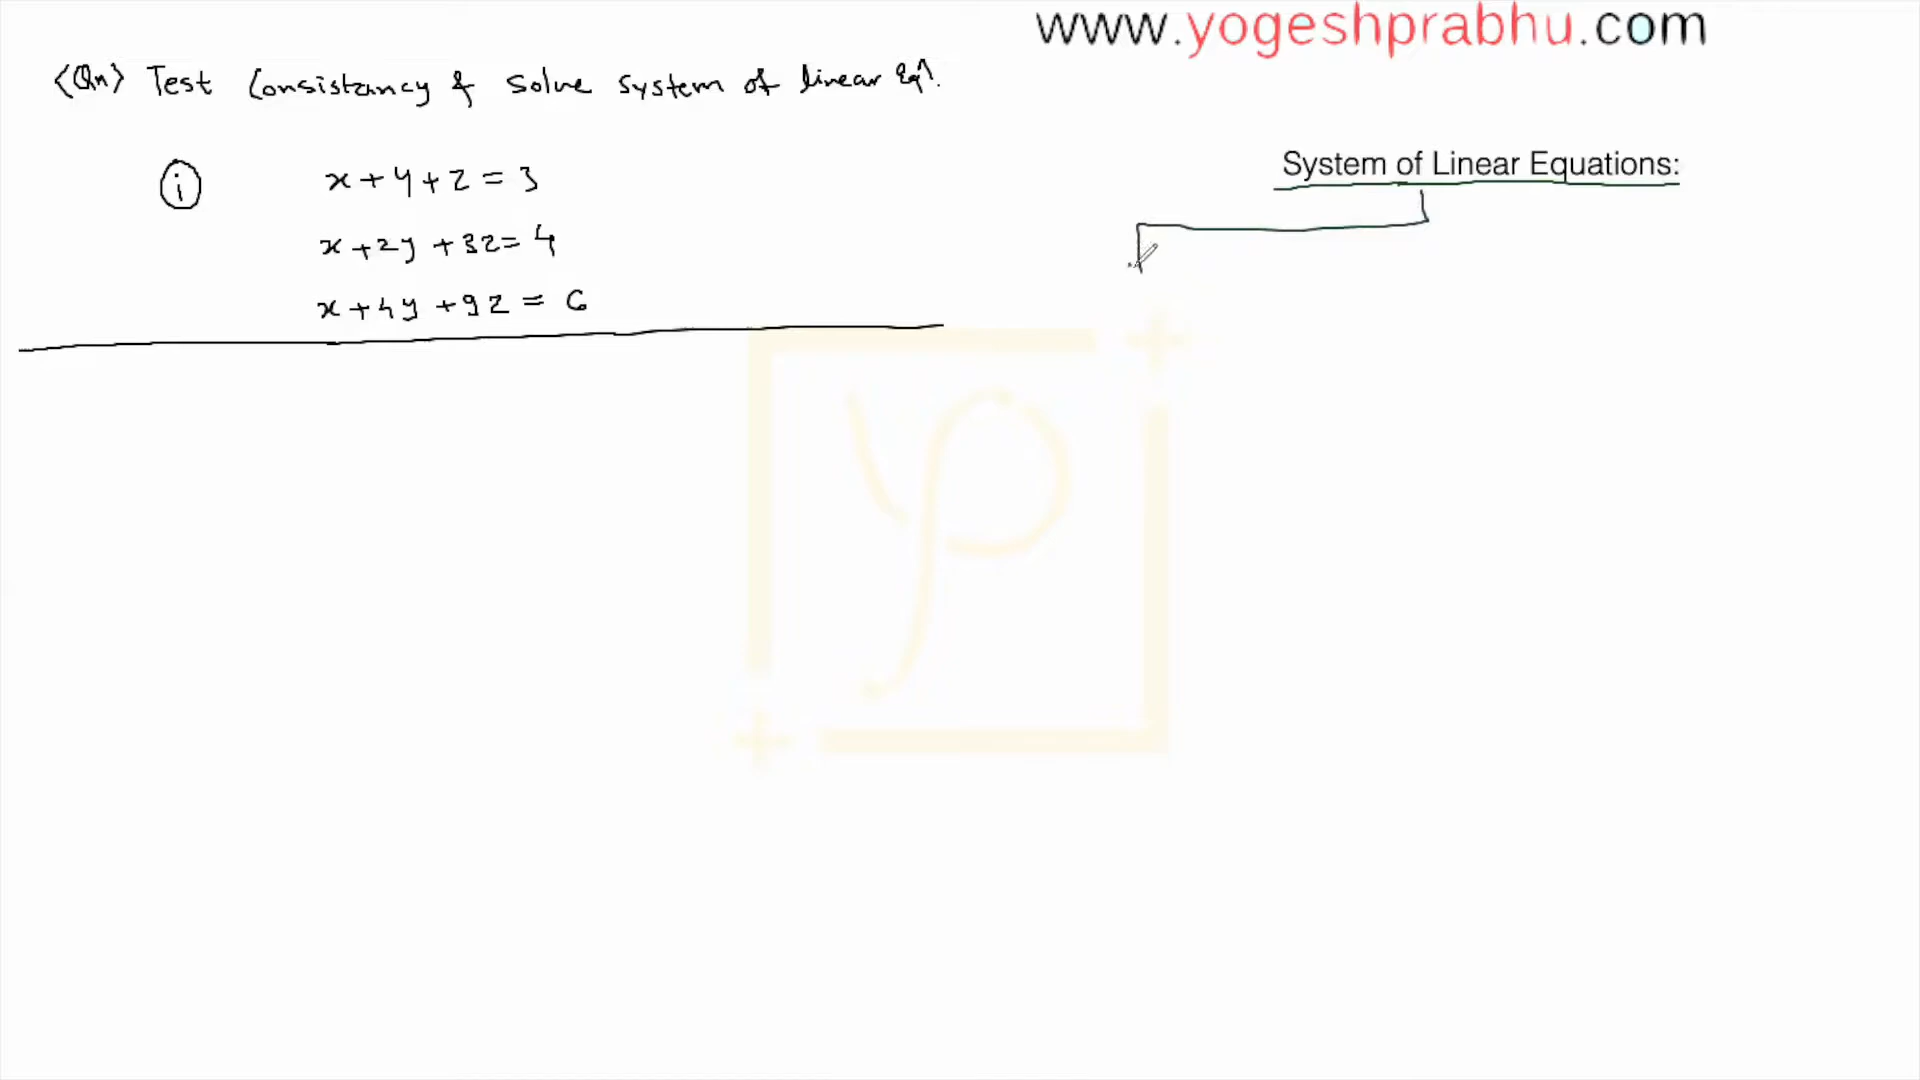 www.yogeshprabhu.com
<Qn> Test Consistancy & solve system of linear Eqn.
System of Linear Equations:
i
x+y+z=3
x+2y+3z=4
x+4y+9z=6